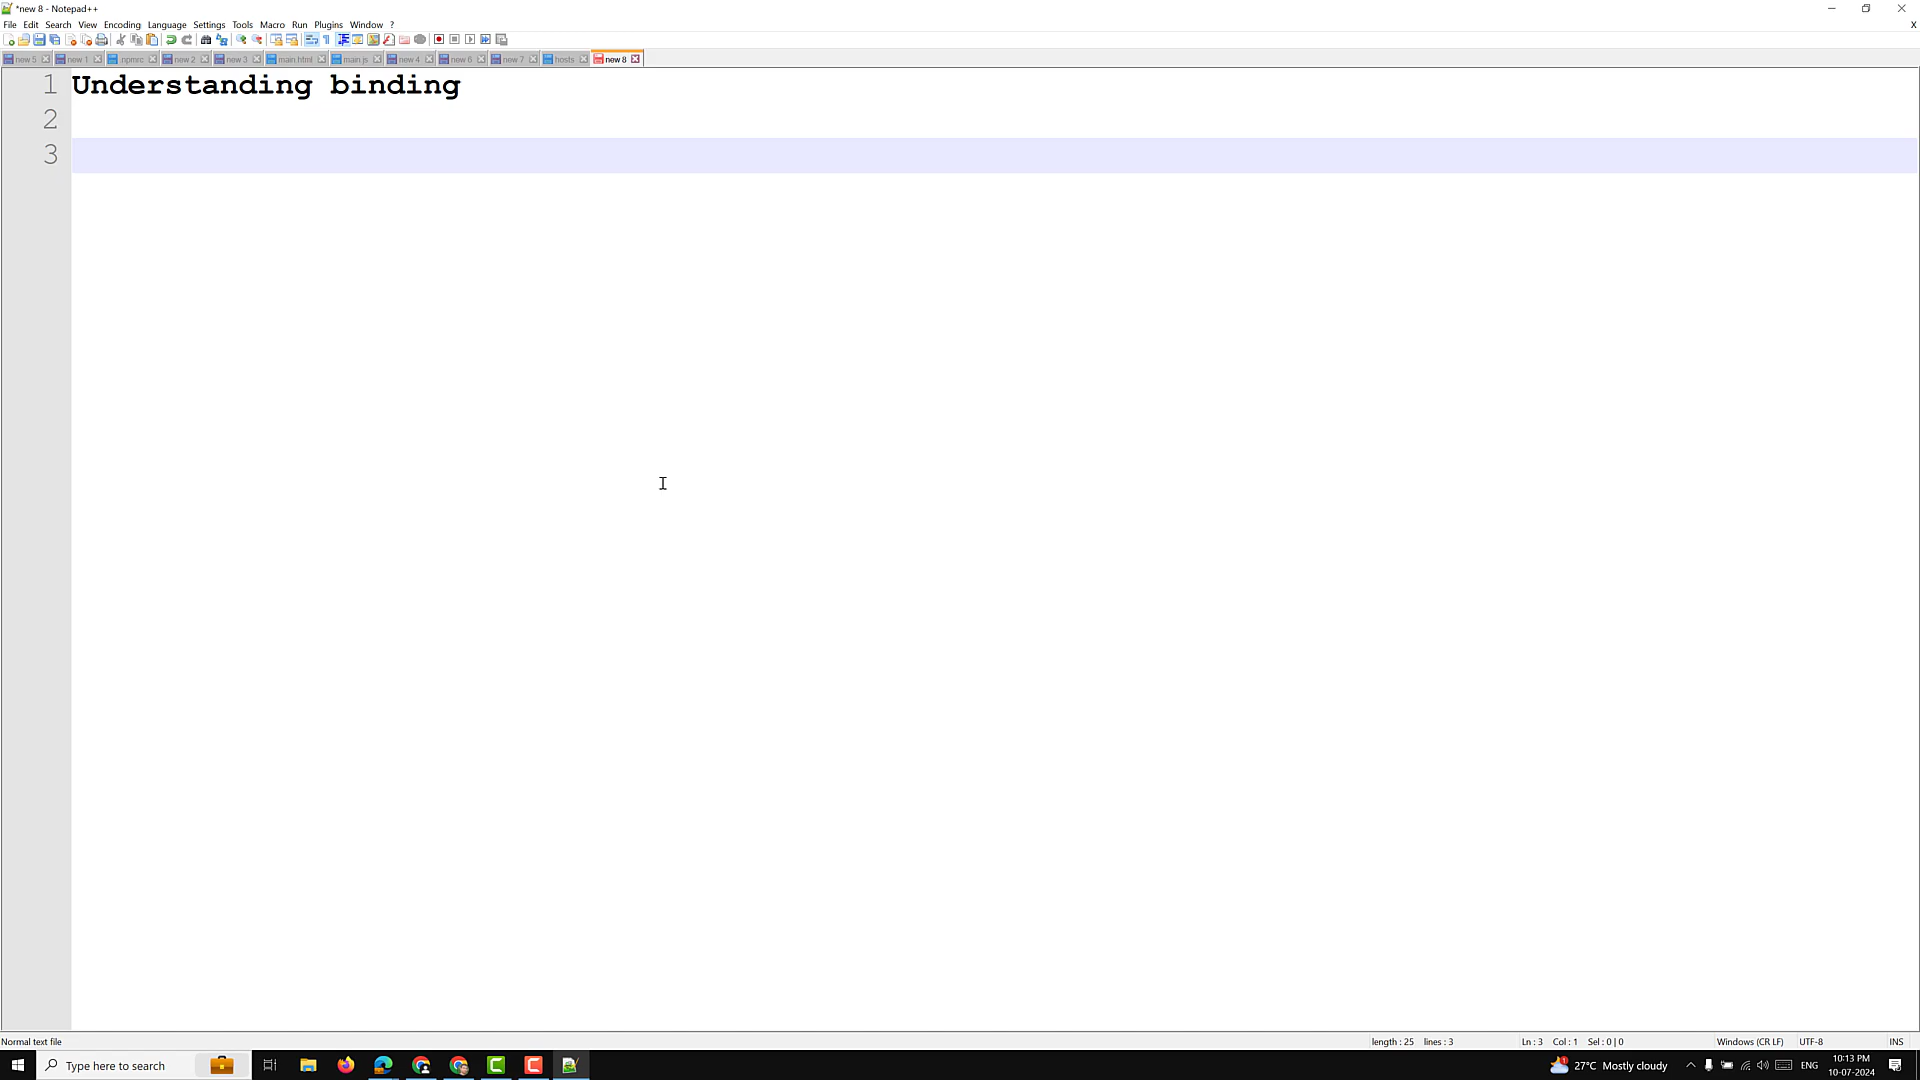 *new 8 - Notepad++
File Edit Search View Encoding Language Settings Tools Macro Run Plugins Window ? X
new 5 new 1 .npmrc new 2 new 3 main.html main.js new 4 new 6 new 7 hosts new 8
1 Understanding binding
2
3
Normal text file length : 25 lines : 3 Ln : 3 Col : 1 Sel : 0 | 0 Windows (CR LF) UTF-8 INS
Type here to search 27°C Mostly cloudy ENG 10:13 PM
10-07-2024